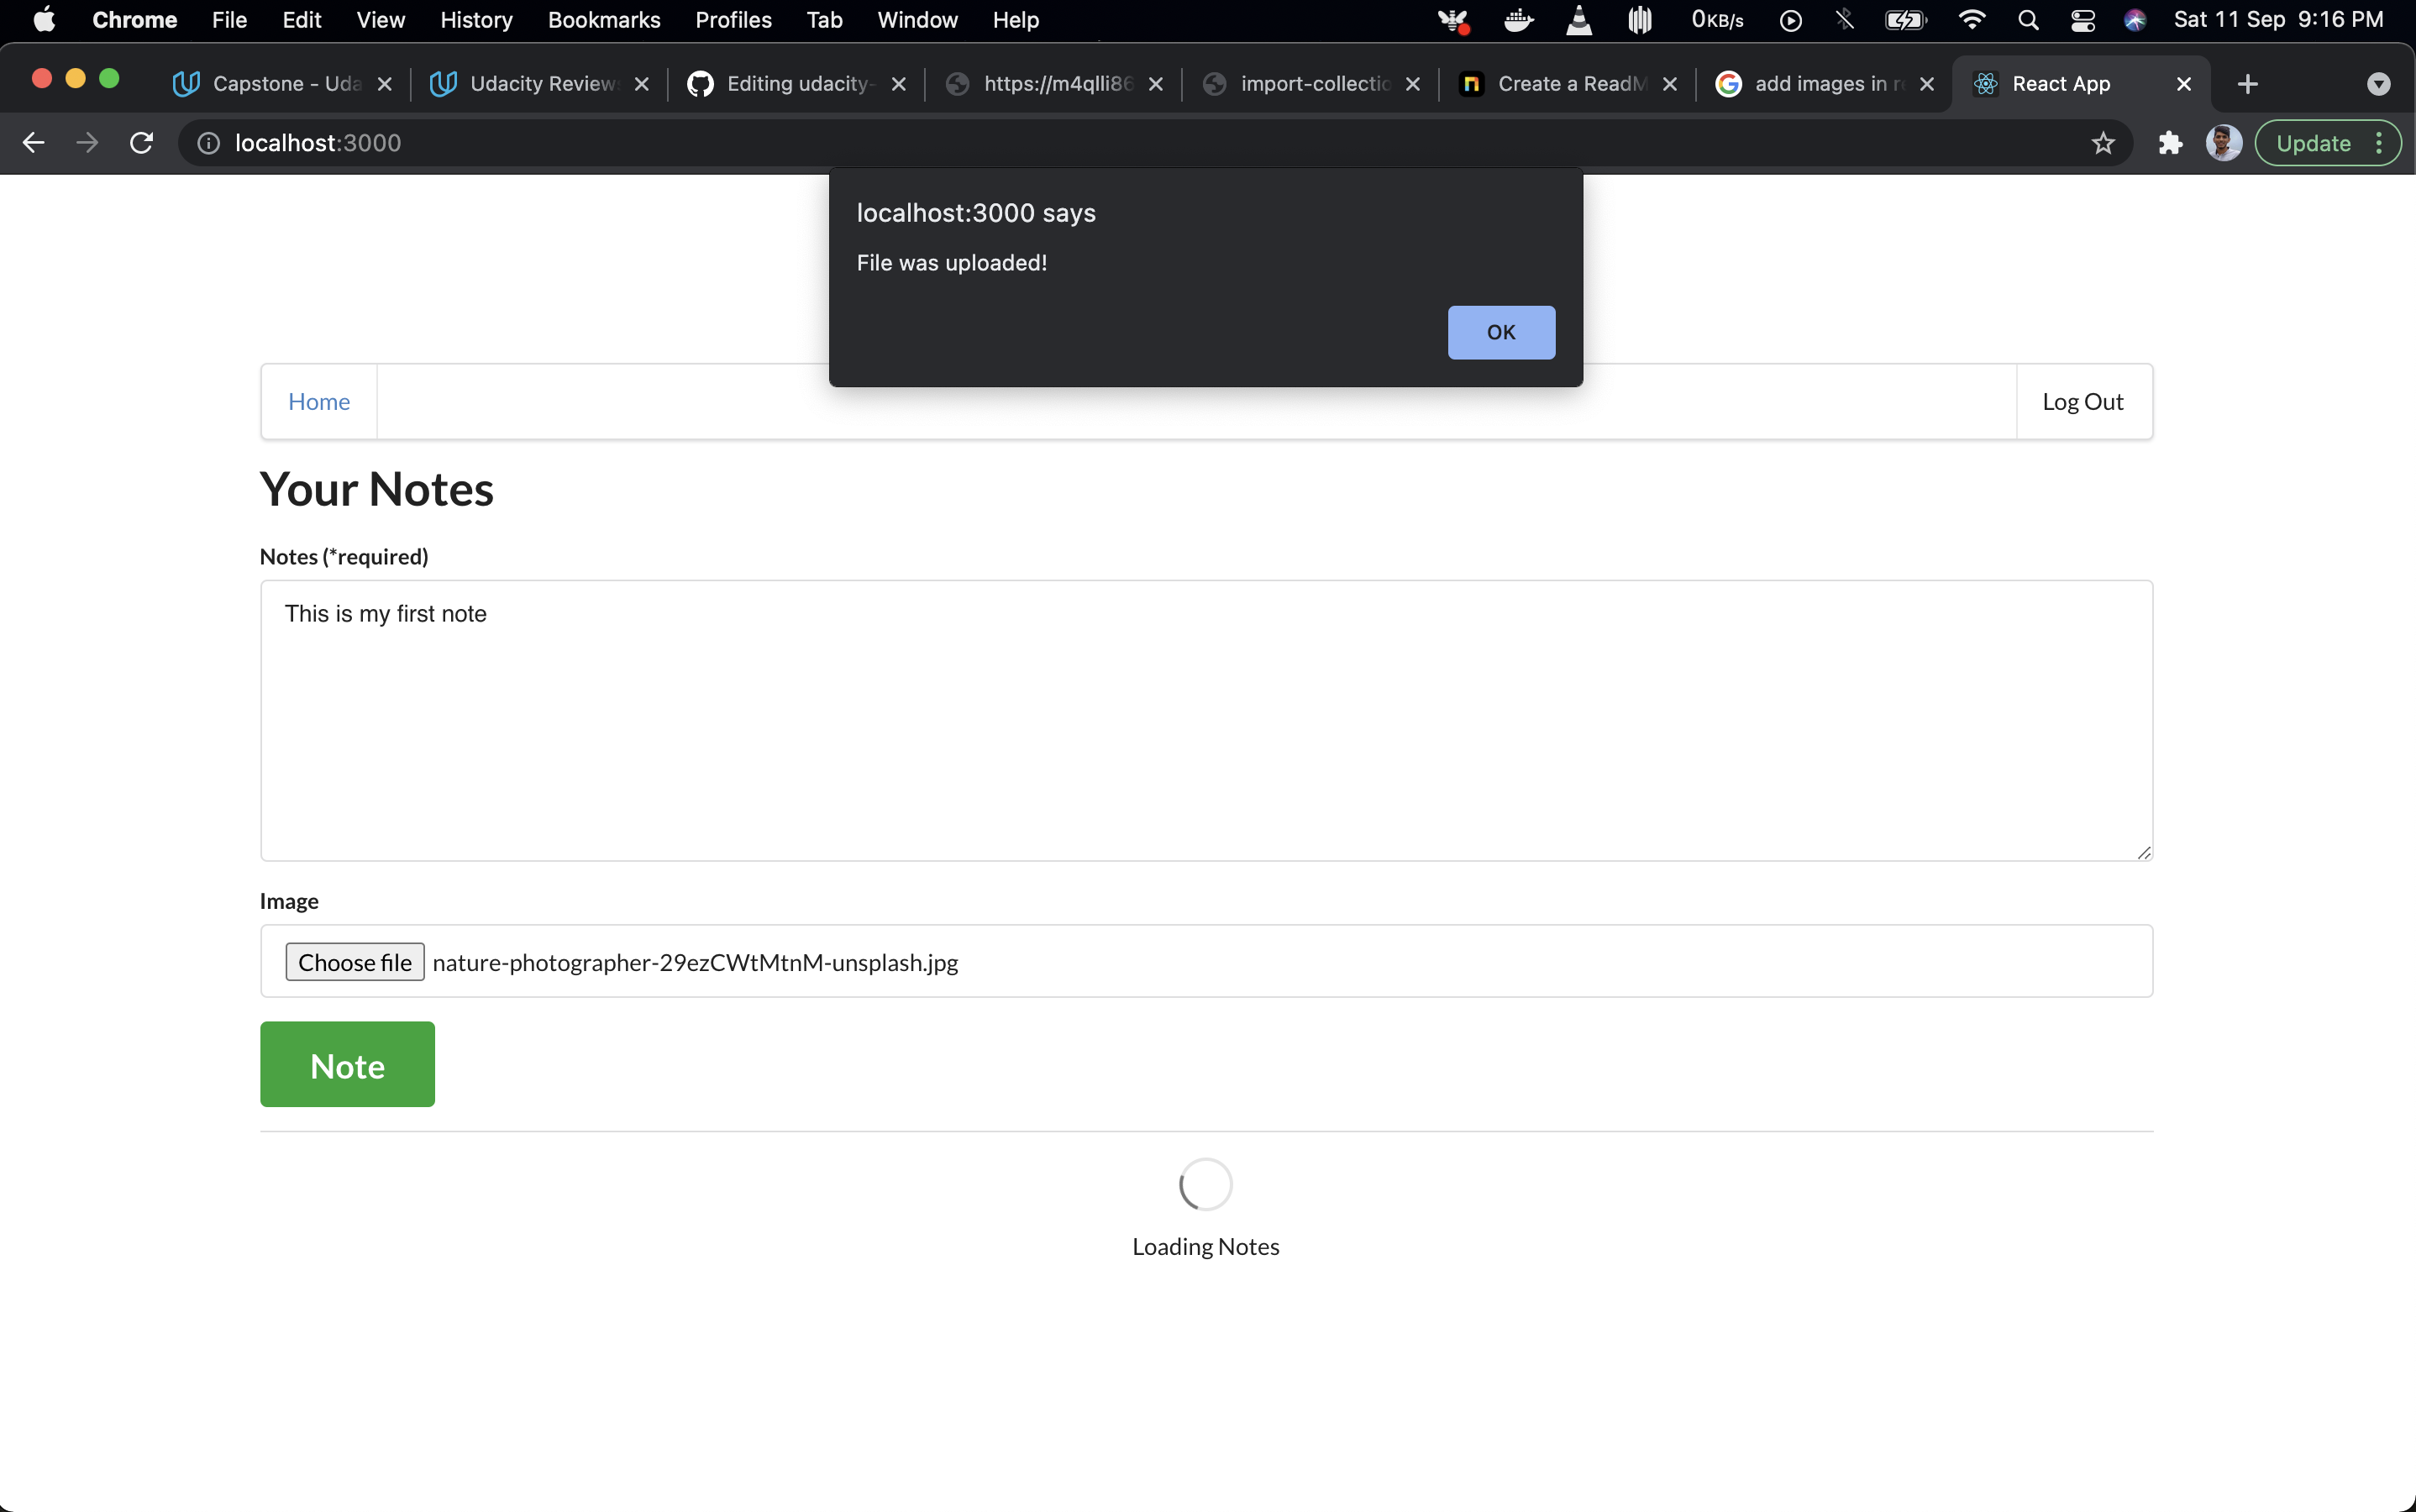 Chrome File Edit View History Bookmarks Profiles Tab Window Help 0KB/s Sat 11 Sep 9:16 PM
Capstone - Uda Udacity Reviews Editing udacity- https://m4qlli86 import-collectio Create a ReadM add images in re React App
localhost:3000 Update
localhost:3000 says
File was uploaded!
OK
Home Log Out
Your Notes
Notes (*required)
This is my first note
Image
Choose file nature-photographer-29ezCWtMtnM-unsplash.jpg
Note
Loading Notes